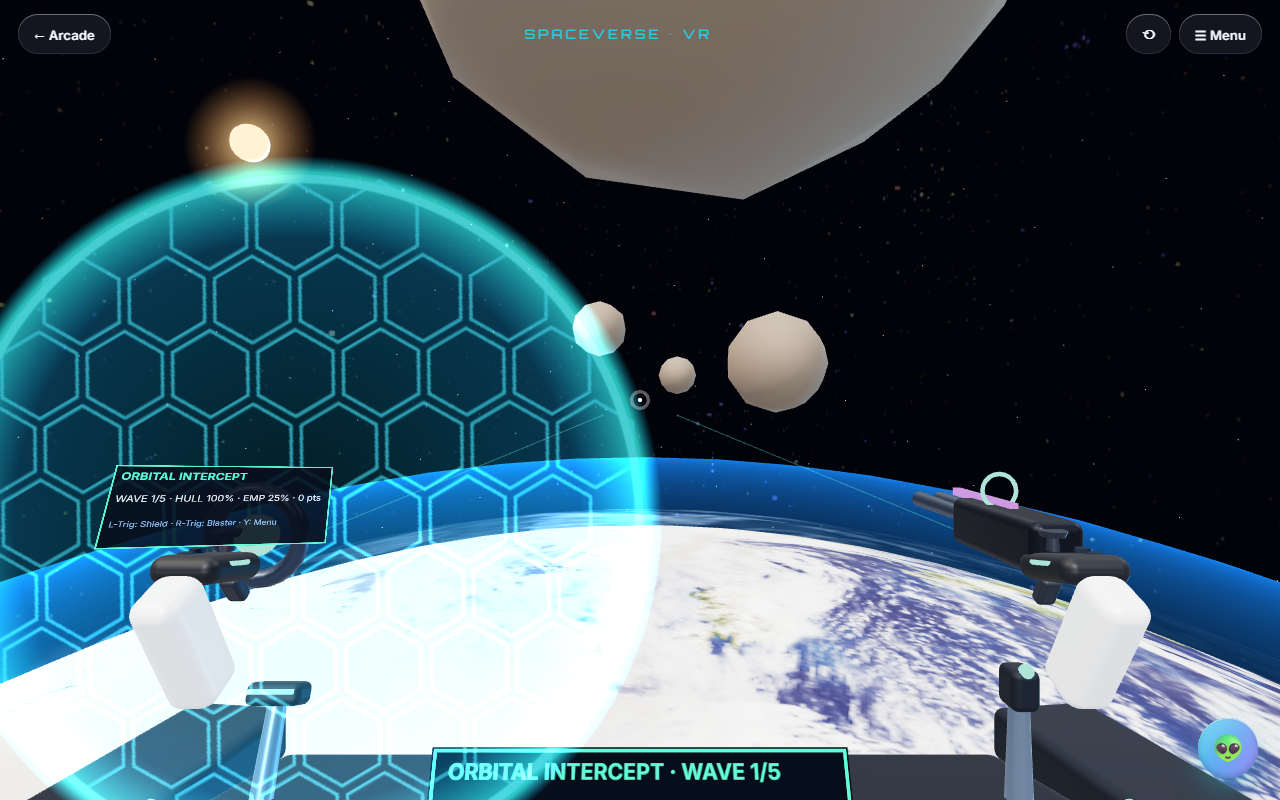 ← Arcade
SPACEVERSE · VR
☰ Menu
ORBITAL INTERCEPT
WAVE 1/5 · HULL 100% · EMP 25% · 0 pts
L-Trig: Shield · R-Trig: Blaster · Y: Menu
ORBITAL INTERCEPT · WAVE 1/5